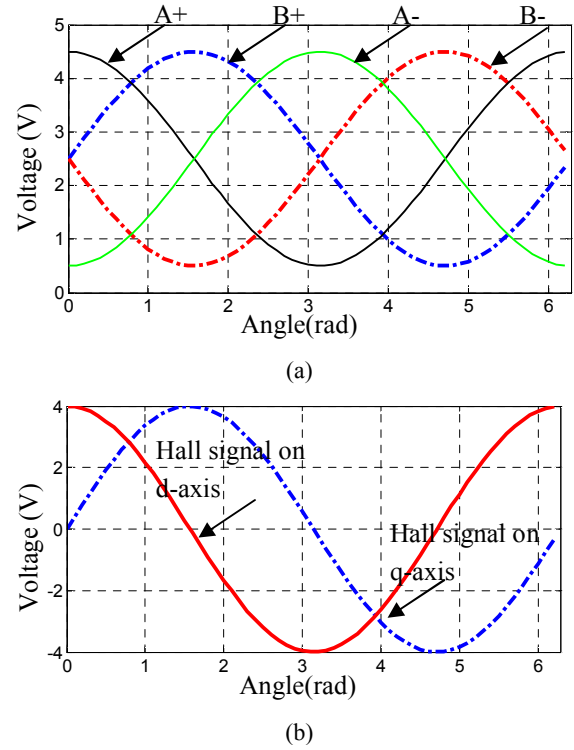 A+ B+ A- B-
5
4
3
2
1
0
Voltage (V)
0 1 2 3 4 5 6
Angle(rad)
(a)
4
2
0
-2
-4
Voltage (V)
Hall signal on
d-axis
Hall signal on
q-axis
0 1 2 3 4 5 6
Angle(rad)
(b)